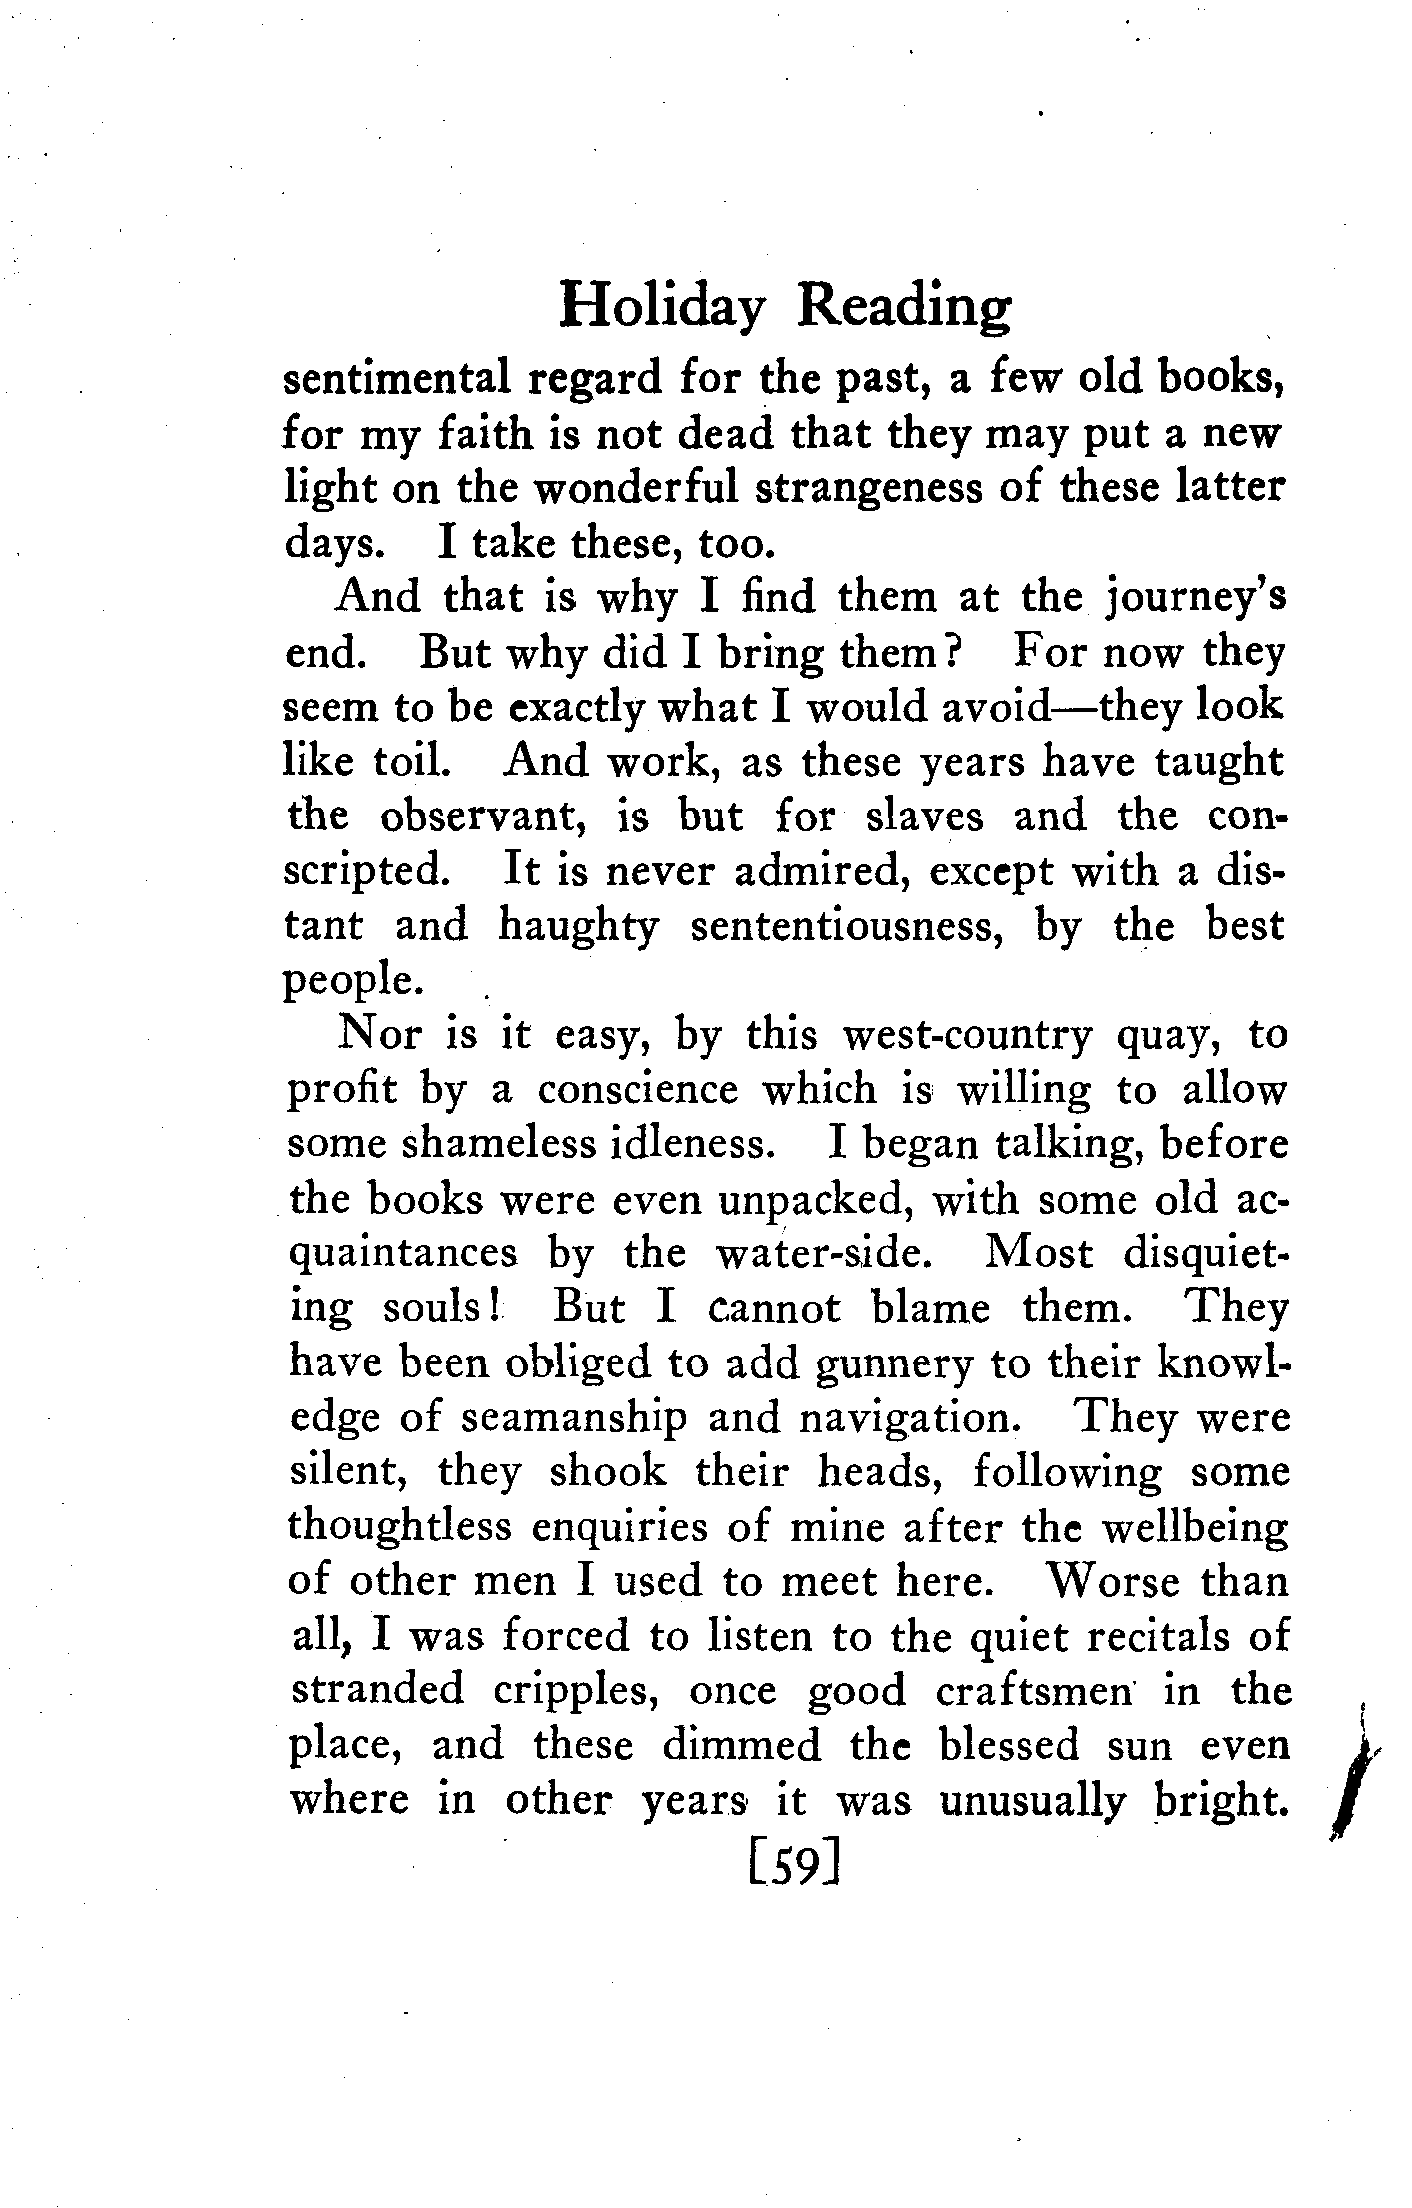 Holiday Reading
sentimental regard for the past, a few old books,
for my faith is not dead that they may put a new
light on the wonderful strangeness of these latter
days. I take these, too.
And that is why I find them at the journey's
end. But why did I bring them? For now they
seem to be exactly what I would avoid—they look
like toil. And work, as these years have taught
the observant, is but for slaves and the con-
scripted. It is never admired, except with a dis-
tant and haughty sententiousness, by the best
people.
Nor is it easy, by this west-country quay, to
profit by a conscience which is willing to allow
some shameless idleness. I began talking, before
the books were even unpacked, with some old ac-
quaintances by the water-side. Most disquiet-
ing souls! But I cannot blame them. They
have been obliged to add gunnery to their knowl-
edge of seamanship and navigation. They were
silent, they shook their heads, following some
thoughtless enquiries of mine after the wellbeing
of other men I used to meet here. Worse than
all, I was forced to listen to the quiet recitals of
stranded cripples, once good craftsmen in the
place, and these dimmed the blessed sun even
where in other years it was unusually bright.
[59]